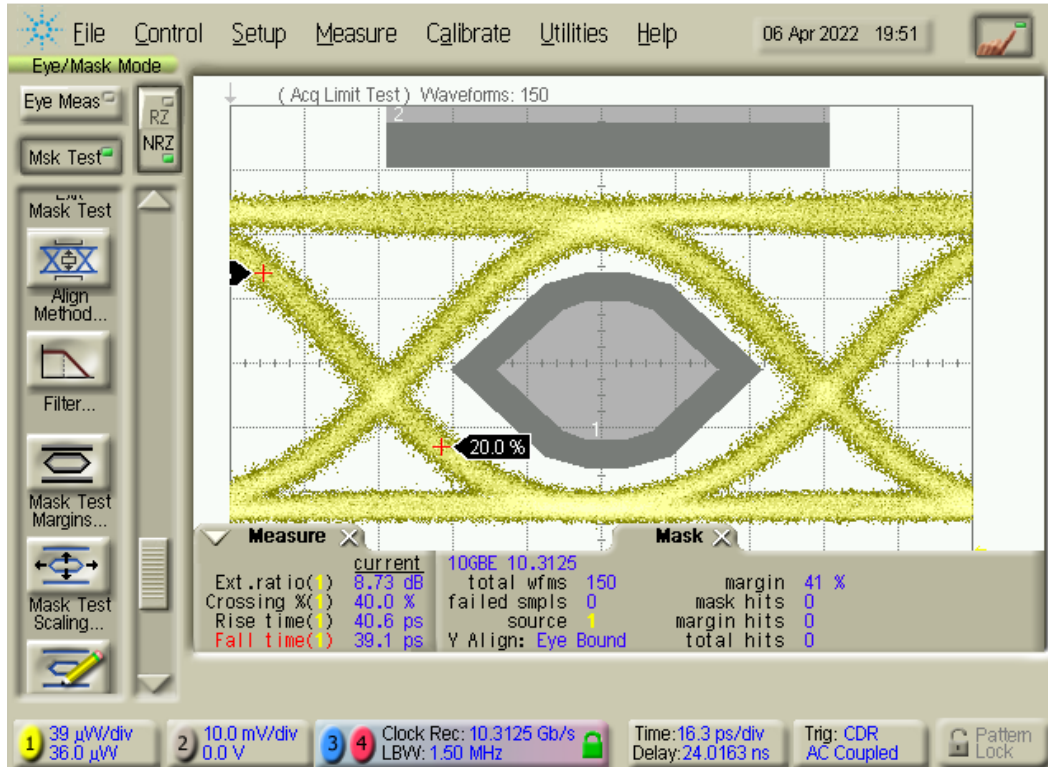 File Control Setup Measure Calibrate Utilities Help 06 Apr 2022 19:51
Eye/Mask Mode
Eye Meas
RZ
NRZ
Msk Test
Mask Test
Align
Method...
Filter...
Mask Test
Margins...
Mask Test
Scaling...
( Acq Limit Test ) Waveforms: 150
2
1
20.0 %
Measure
current
Ext.ratio(1) 8.73 dB
Crossing %(1) 40.0 %
Rise time(1) 40.6 ps
Fall time(1) 39.1 ps
Mask
10GBE 10.3125
total wfms 150 margin 41 %
failed smpls 0 mask hits 0
source 1 margin hits 0
Y Align: Eye Bound total hits 0
1 39 µW/div
36.0 µW
2 10.0 mV/div
0.0 V
3 4 Clock Rec: 10.3125 Gb/s
LBW: 1.50 MHz
Time:16.3 ps/div
Delay:24.0163 ns
Trig: CDR
AC Coupled
Pattern
Lock